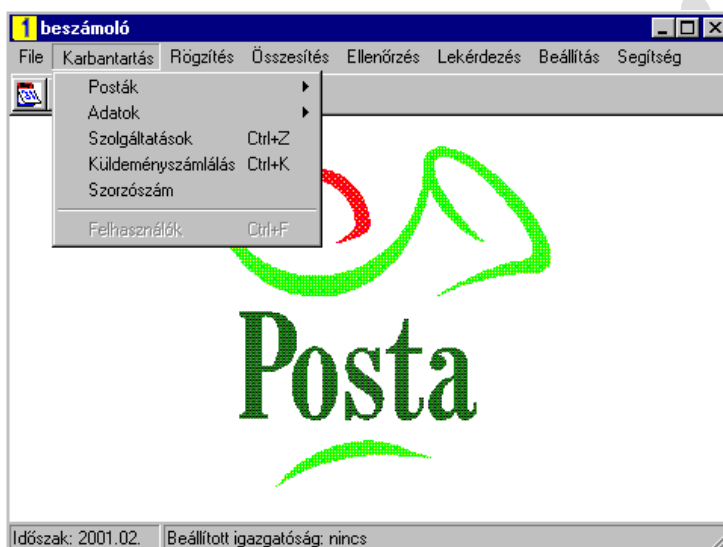 1 beszámoló
File Karbantartás Rögzítés Összesítés Ellenőrzés Lekérdezés Beállítás Segítség
Posták
Adatok
Szolgáltatások Ctrl+Z
Küldeményszámlálás Ctrl+K
Szorzószám
Felhasználók Ctrl+F
Posta
Időszak: 2001.02. Beállított igazgatóság: nincs